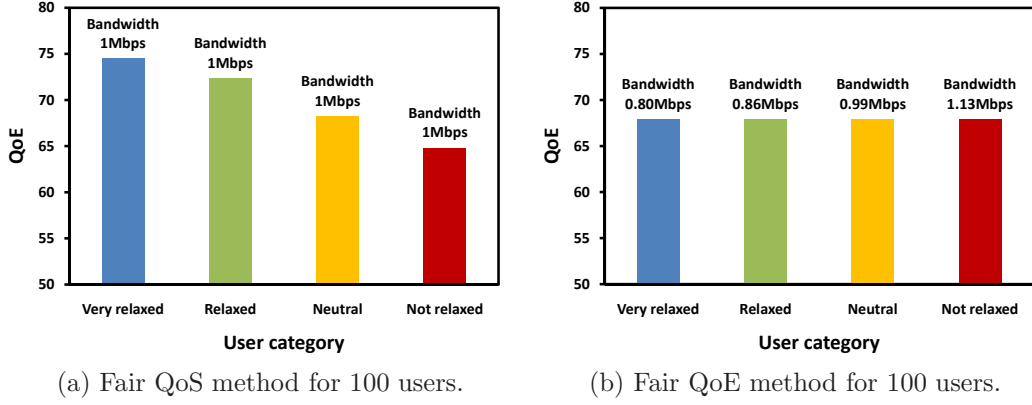 80
75
70
65
60
55
50
QoE
Bandwidth
1Mbps
Bandwidth
1Mbps
Bandwidth
1Mbps
Bandwidth
1Mbps
Very relaxed
Relaxed
Neutral
Not relaxed
User category
(a) Fair QoS method for 100 users.
80
75
70
65
60
55
50
QoE
Bandwidth
0.80Mbps
Bandwidth
0.86Mbps
Bandwidth
0.99Mbps
Bandwidth
1.13Mbps
Very relaxed
Relaxed
Neutral
Not relaxed
User category
(b) Fair QoE method for 100 users.